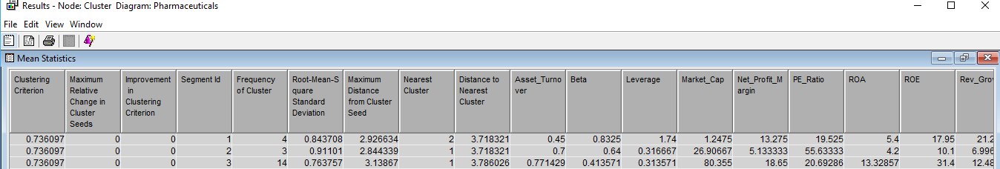 Results - Node: Cluster Diagram: Pharmaceuticals
File Edit View Window
Mean Statistics
Clustering Criterion Maximum Relative Change in Cluster Seeds Improvement in Clustering Criterion Segment Id Frequency of Cluster Root-Mean-Square Standard Deviation Maximum Distance from Cluster Seed Nearest Cluster Distance to Nearest Cluster Asset_Turnover Beta Leverage Market_Cap Net_Profit_Margin PE_Ratio ROA ROE Rev_Grov
0.736097 0 0 1 4 0.843708 2.926634 2 3.718321 0.45 0.8325 1.74 1.2475 13.275 19.525 5.4 17.95 21.2
0.736097 0 0 2 3 0.91101 2.844339 1 3.718321 0.7 0.64 0.316667 26.90667 5.133333 55.63333 4.2 10.1 6.996
0.736097 0 0 3 14 0.763757 3.13867 1 3.786026 0.771429 0.413571 0.313571 80.355 18.65 20.69286 13.32857 31.4 12.48